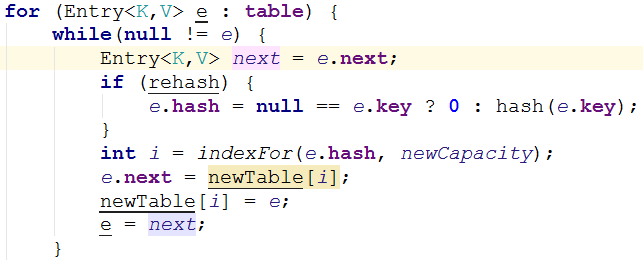 for (Entry<K,V> e : table) {
    while(null != e) {
        Entry<K,V> next = e.next;
        if (rehash) {
            e.hash = null == e.key ? 0 : hash(e.key);
        }
        int i = indexFor(e.hash, newCapacity);
        e.next = newTable[i];
        newTable[i] = e;
        e = next;
    }